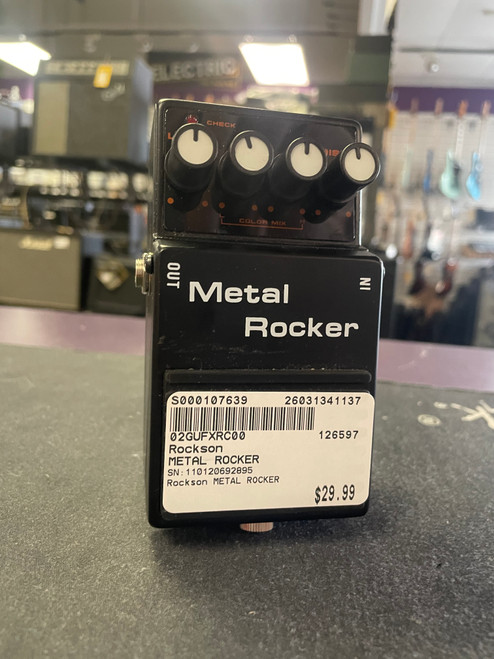 ELECTRIC
CHECK
COLOR MIX
OUT
IN
Metal
Rocker
S000107639 26031341137
02GUFXRC00 126597
Rockson
METAL ROCKER
SN:110120692895
Rockson METAL ROCKER
$29.99